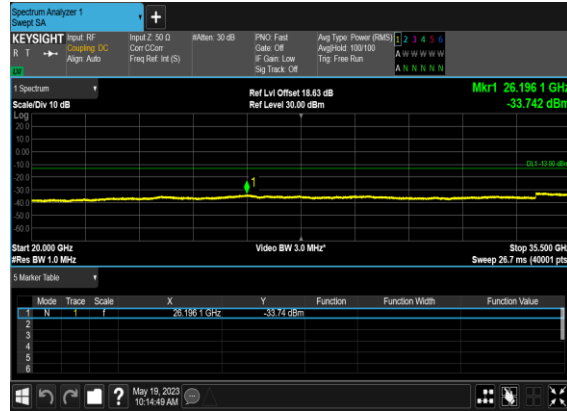 Spectrum Analyzer 1
Swept SA
+
KEYSIGHT Input: RF Input Z: 50 Ω #Atten: 30 dB PNO: Fast Avg Type: Power (RMS) 1 2 3 4 5 6
R T Coupling: DC Corr CCorr Gate: Off Avg|Hold: 100/100 A W W W W W
Align: Auto Freq Ref: Int (S) IF Gain: Low Trig: Free Run
Sig Track: Off A N N N N N
1 Spectrum Ref Lvl Offset 18.63 dB Mkr1 26.196 1 GHz
Scale/Div 10 dB Ref Level 30.00 dBm -33.742 dBm
Log
20.0
10.0
0.00
-10.0 DL1 -13.00 dBm
-20.0
-30.0 1
-40.0
-50.0
-60.0
Start 20.000 GHz Video BW 3.0 MHz* Stop 35.500 GHz
#Res BW 1.0 MHz Sweep 26.7 ms (40001 pts)
5 Marker Table
Mode Trace Scale X Y Function Function Width Function Value
1 N 1 f 26.196 1 GHz -33.74 dBm
2
3
4
5
6
? May 19, 2023
10:14:49 AM